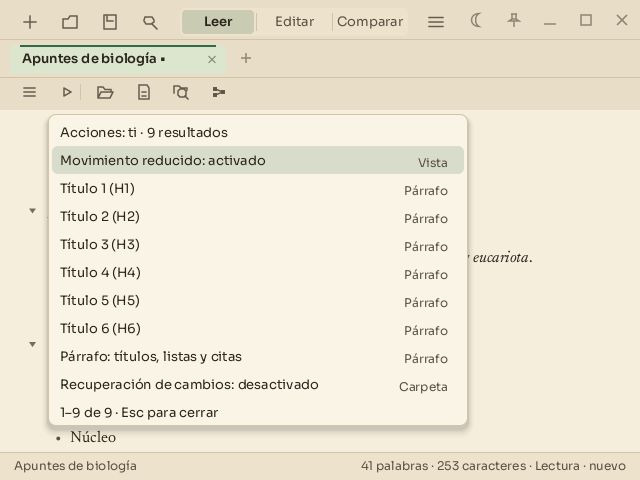 Leer
Editar
Comparar
Apuntes de biología •
Acciones: ti · 9 resultados
Movimiento reducido: activado Vista
Título 1 (H1) Párrafo
Título 2 (H2) Párrafo
Título 3 (H3) Párrafo
Título 4 (H4) Párrafo
Título 5 (H5) Párrafo
Título 6 (H6) Párrafo
Párrafo: títulos, listas y citas Párrafo
Recuperación de cambios: desactivado Carpeta
1–9 de 9 · Esc para cerrar
y eucariota.
• Núcleo
Apuntes de biología
41 palabras · 253 caracteres · Lectura · nuevo